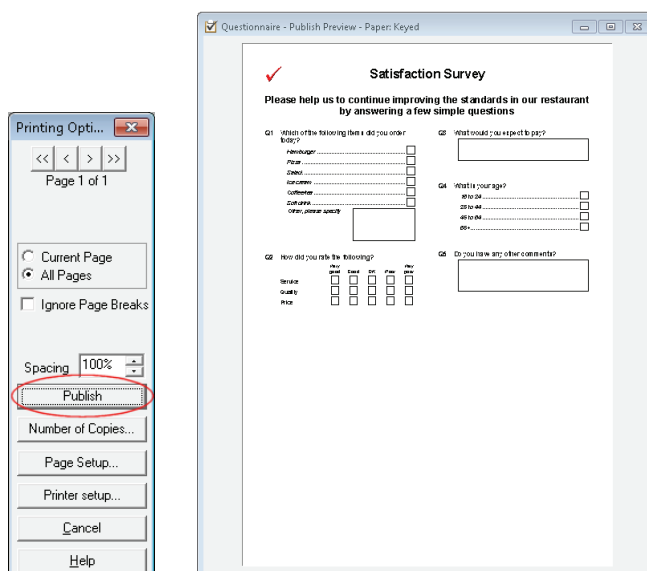 Printing Opti...
<< < > >>
Page 1 of 1
Current Page
All Pages
Ignore Page Breaks
Spacing 100%
Publish
Number of Copies...
Page Setup...
Printer setup...
Cancel
Help
Questionnaire - Publish Preview - Paper: Keyed
Satisfaction Survey
Please help us to continue improving the standards in our restaurant
by answering a few simple questions
Q1 Which of the following items did you order
today?
Hamburger
Pizza
Salad
Ice cream
Coffee/tea
Soft drink
Other, please specify
Q2 How did you rate the following?
Very good Good OK Poor Very poor
Service
Quality
Price
Q3 What would you expect to pay?
Q4 What is your age?
18 to 24
25 to 44
45 to 64
65+
Q5 Do you have any other comments?